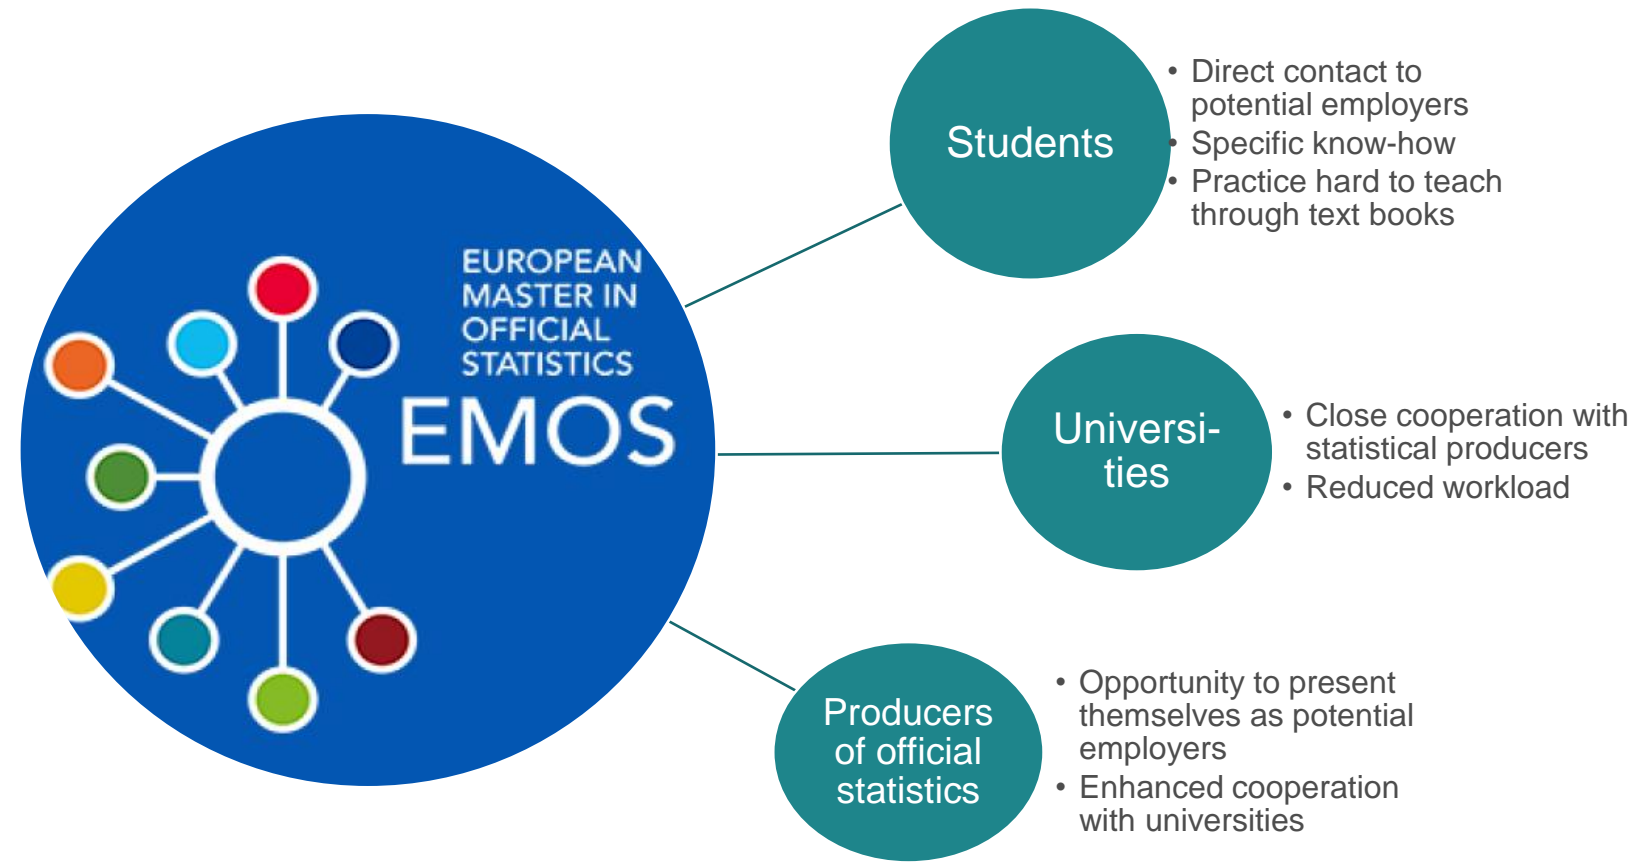 EUROPEAN
MASTER IN
OFFICIAL
STATISTICS
EMOS
Students
• Direct contact to
potential employers
• Specific know-how
• Practice hard to teach
through text books
Universi-
ties
• Close cooperation with
statistical producers
• Reduced workload
Producers
of official
statistics
• Opportunity to present
themselves as potential
employers
• Enhanced cooperation
with universities